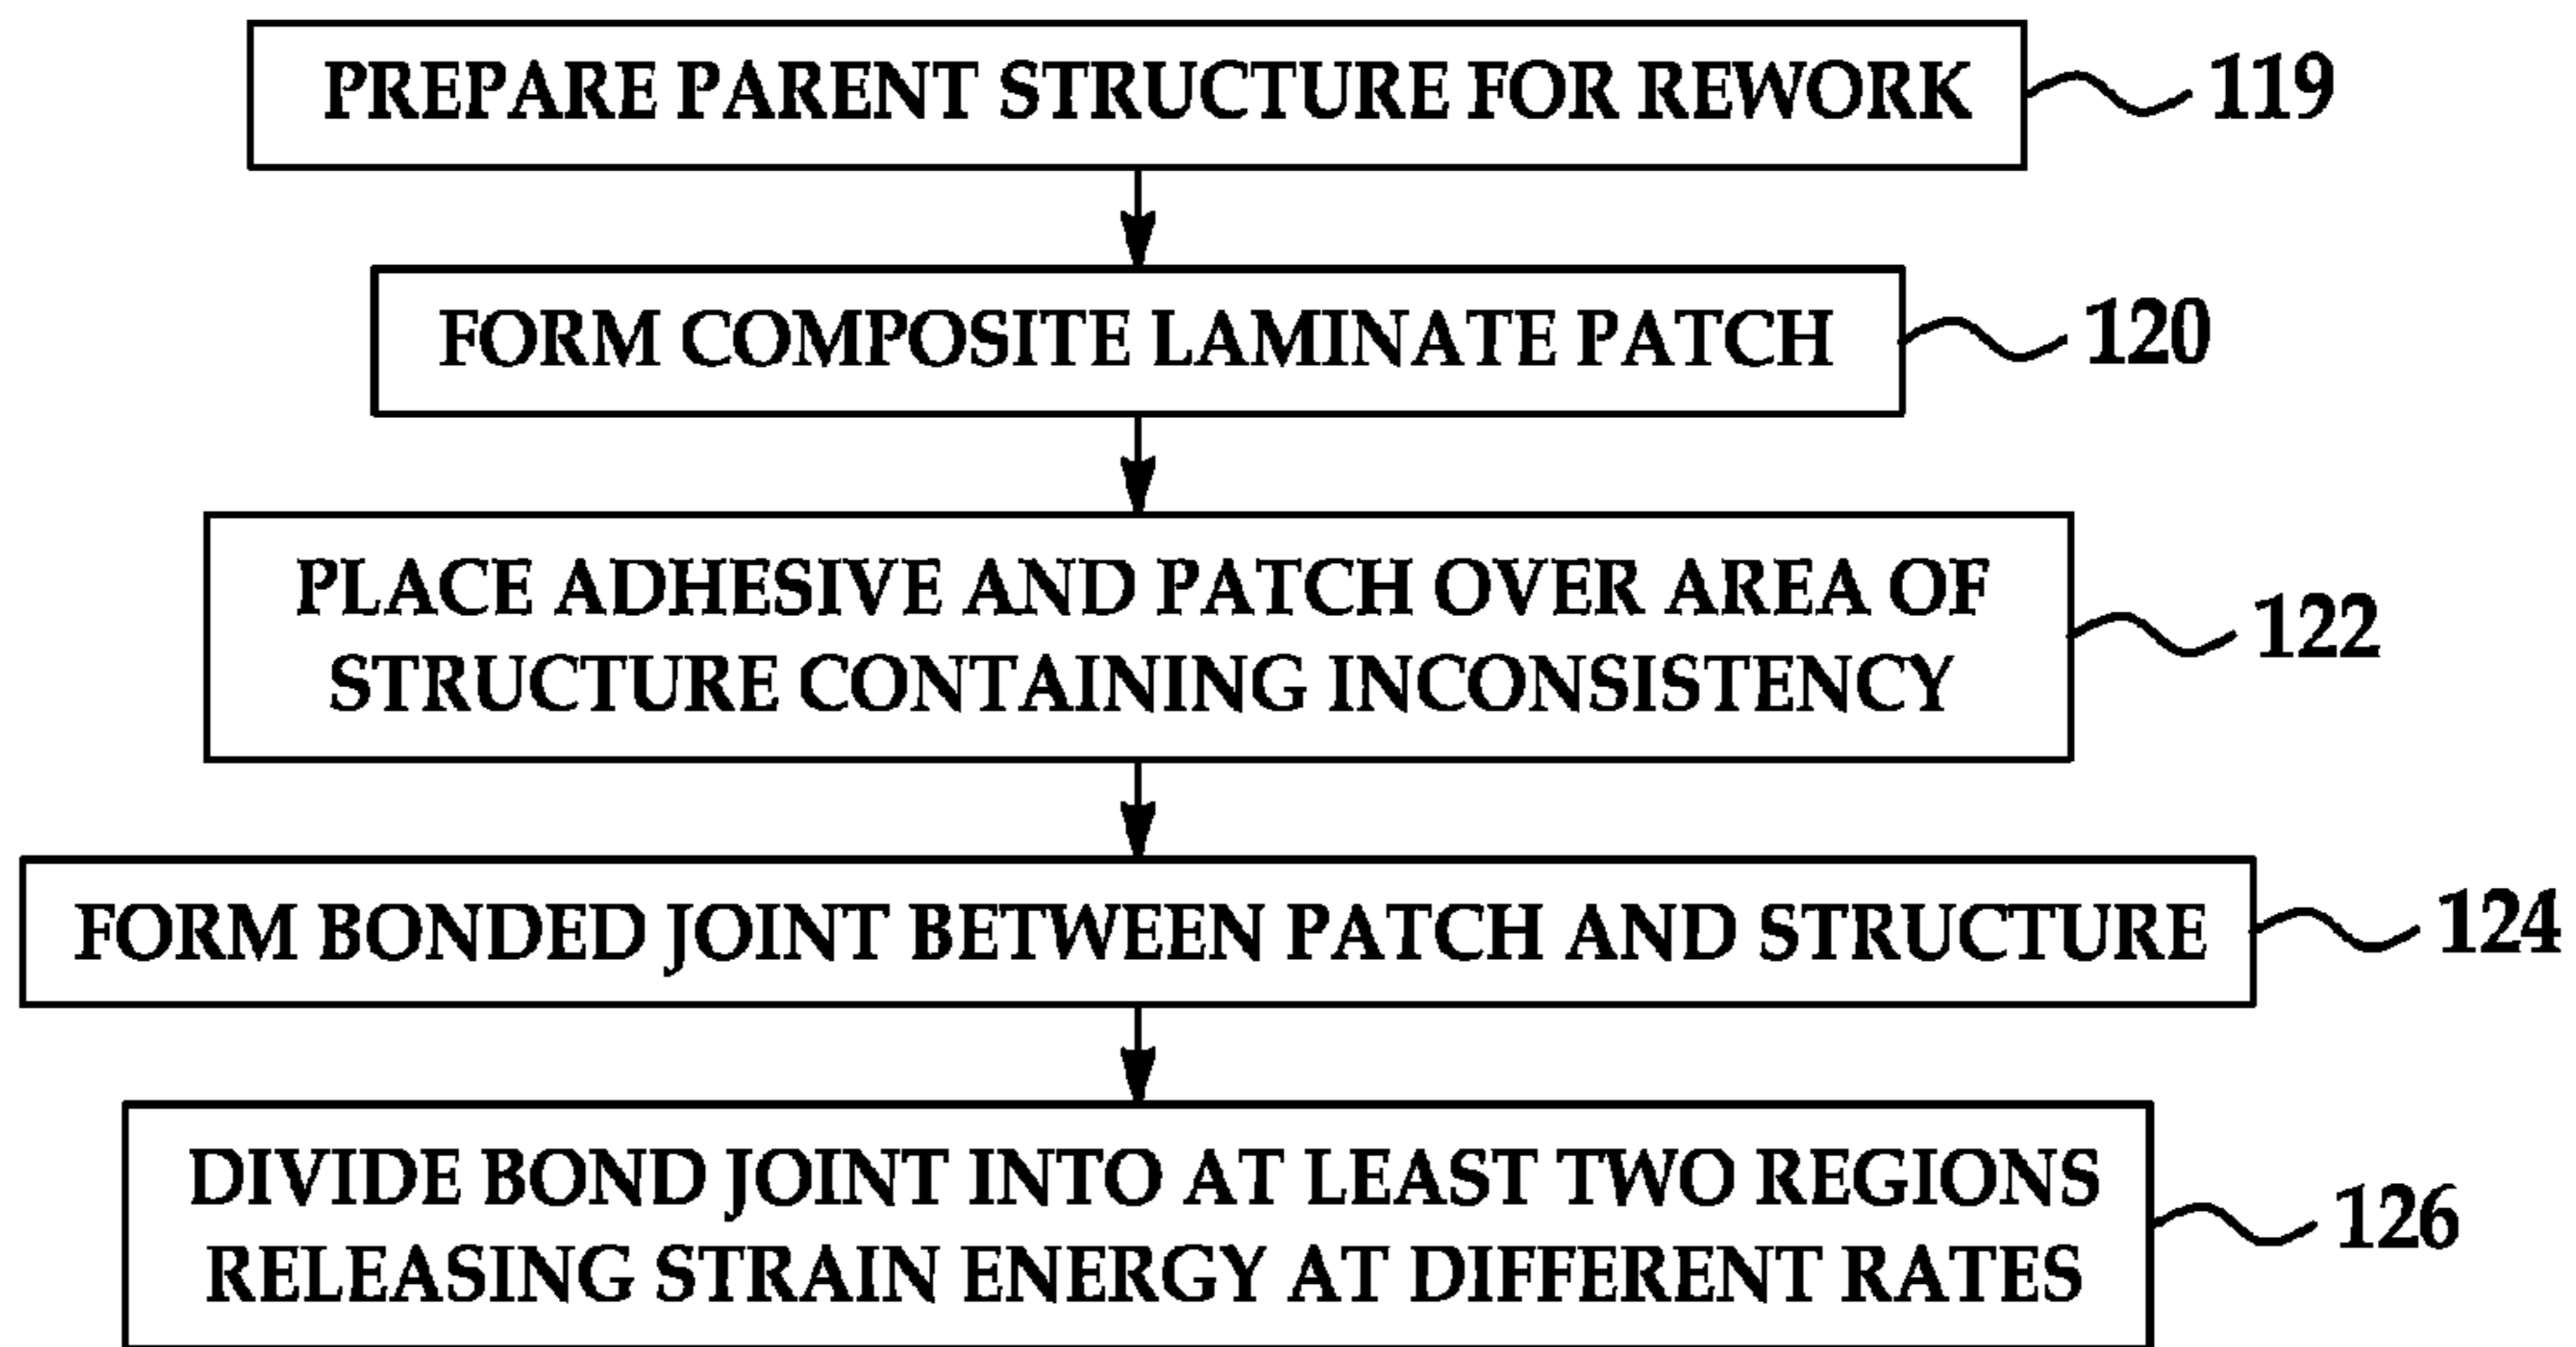 PREPARE PARENT STRUCTURE FOR REWORK 119
FORM COMPOSITE LAMINATE PATCH 120
PLACE ADHESIVE AND PATCH OVER AREA OF
STRUCTURE CONTAINING INCONSISTENCY 122
FORM BONDED JOINT BETWEEN PATCH AND STRUCTURE 124
DIVIDE BOND JOINT INTO AT LEAST TWO REGIONS
RELEASING STRAIN ENERGY AT DIFFERENT RATES 126